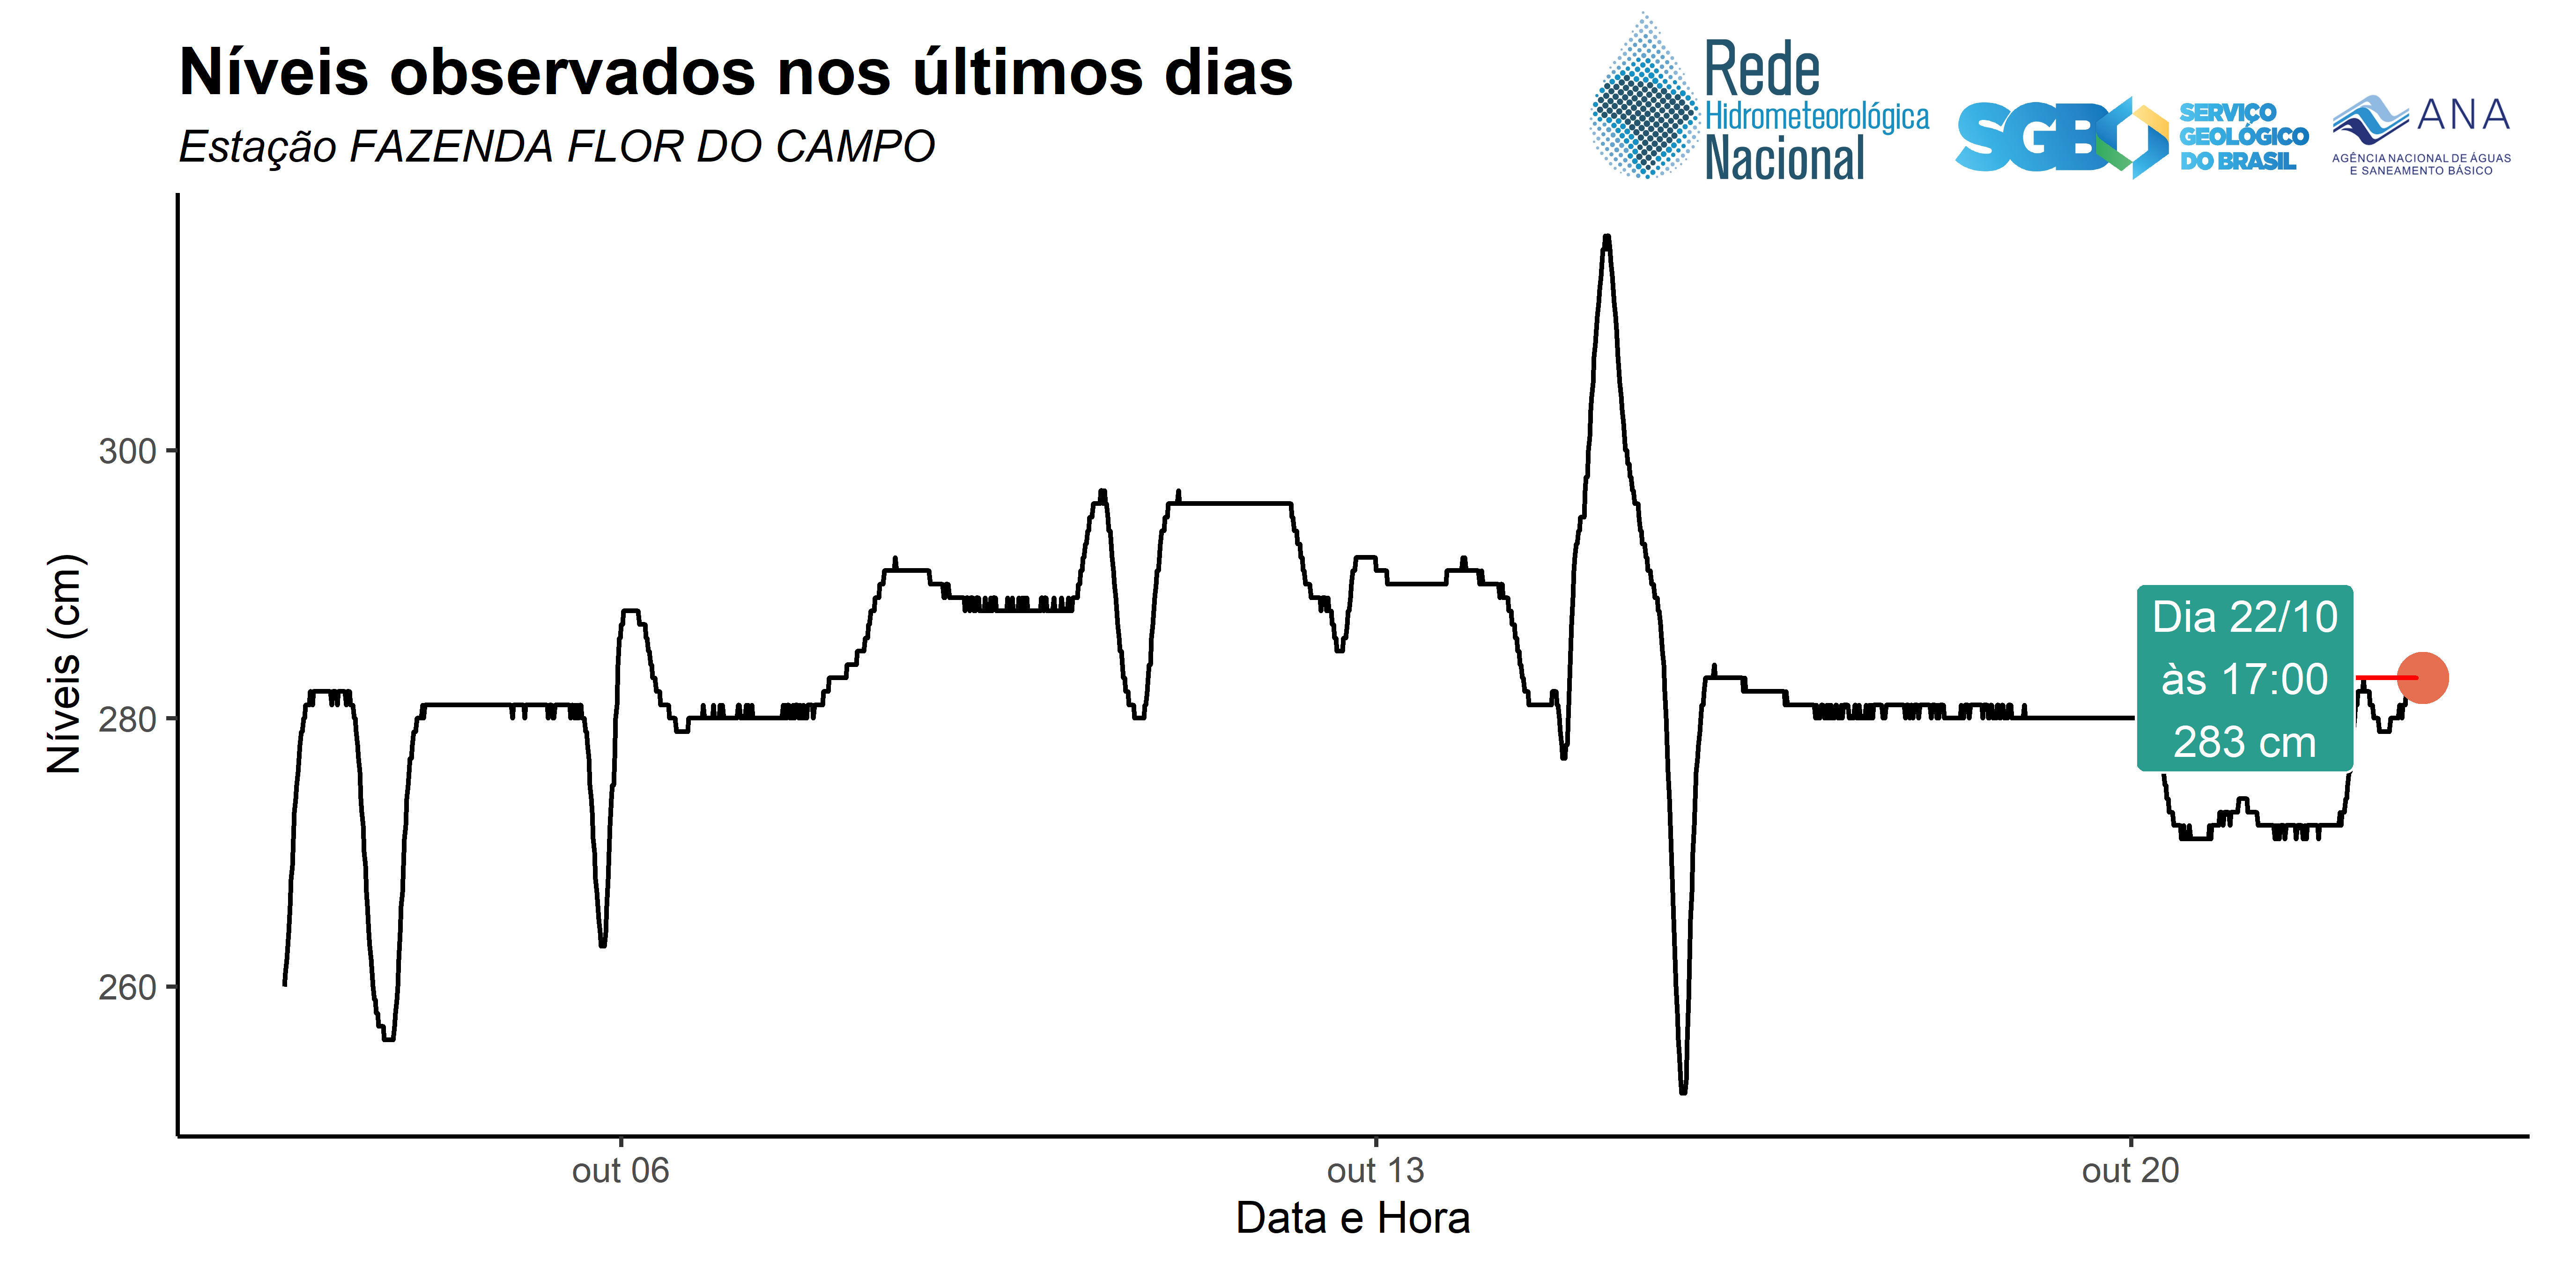 Níveis observados nos últimos dias
Estação FAZENDA FLOR DO CAMPO
Rede
Hidrometeorológica
Nacional
SGB
SERVIÇO
GEOLÓGICO
DO BRASIL
ANA
AGÊNCIA NACIONAL DE ÁGUAS
E SANEAMENTO BÁSICO
Níveis (cm)
300
280
260
Dia 22/10
às 17:00
283 cm
out 06
out 13
out 20
Data e Hora